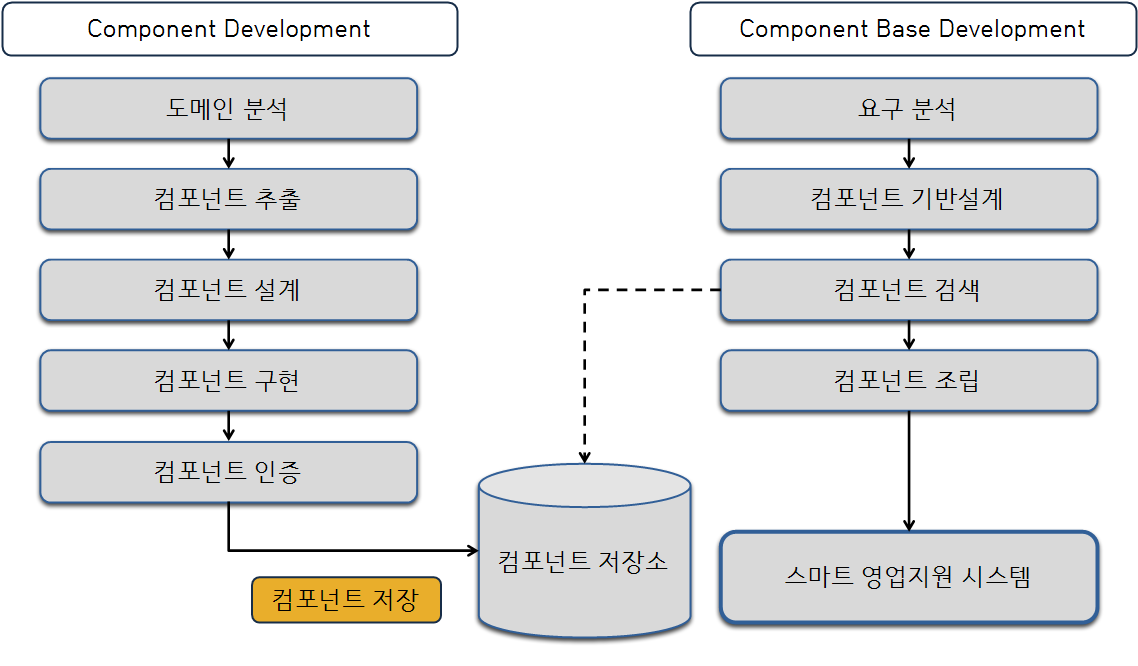 Component Development
도메인 분석
컴포넌트 추출
컴포넌트 설계
컴포넌트 구현
컴포넌트 인증
컴포넌트 저장
컴포넌트 저장소
Component Base Development
요구 분석
컴포넌트 기반설계
컴포넌트 검색
컴포넌트 조립
스마트 영업지원 시스템